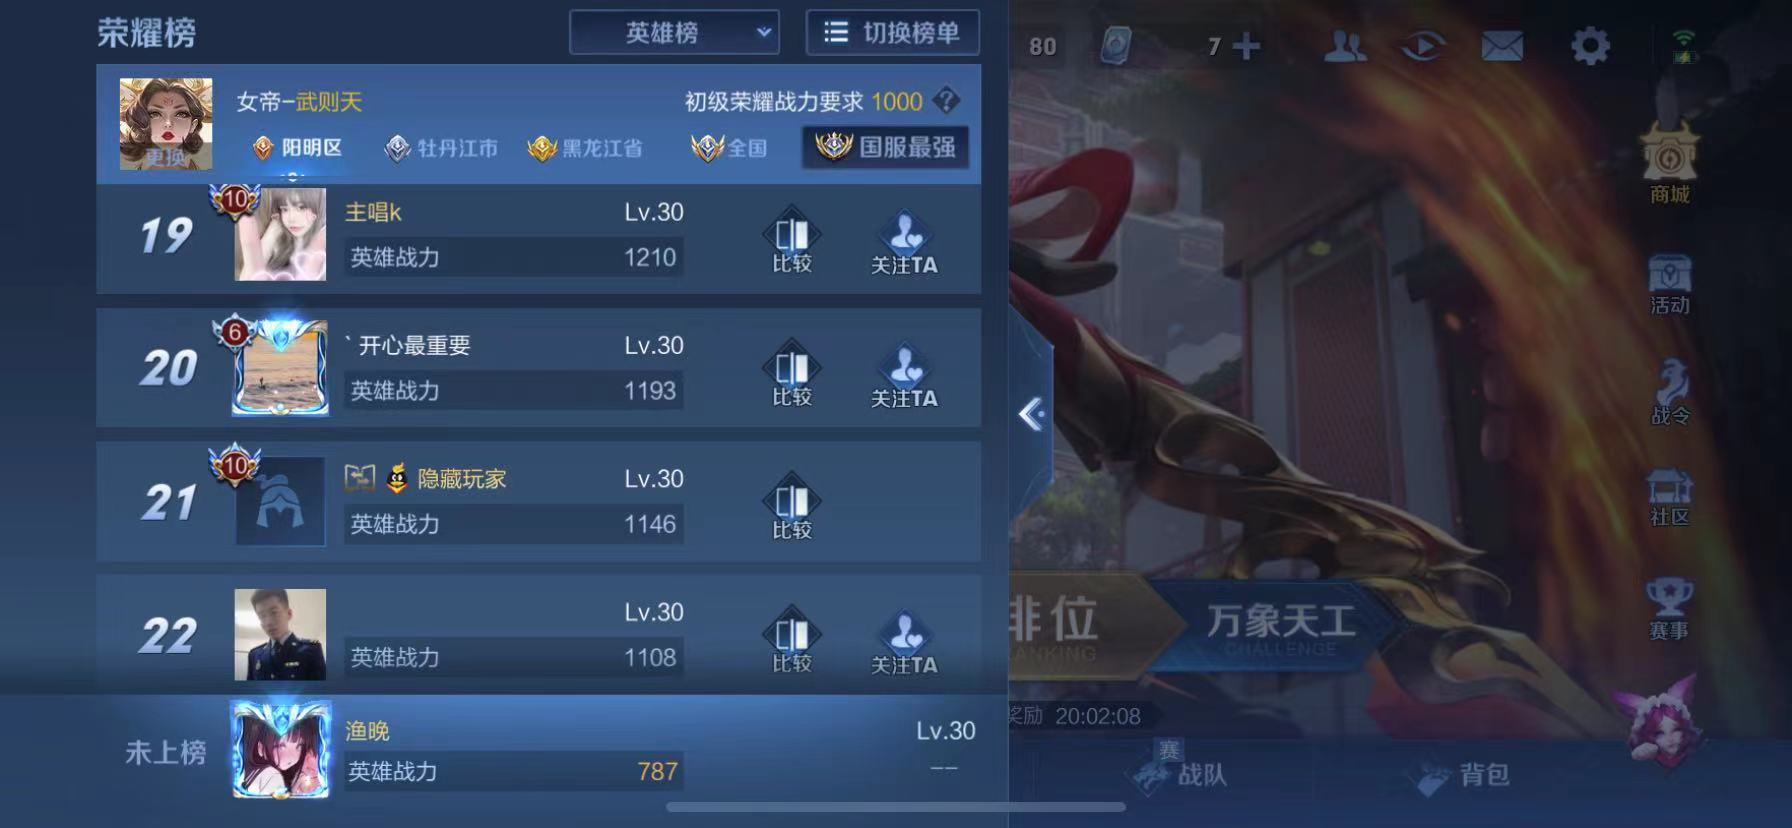 荣耀榜
英雄榜
切换榜单
80
7
女帝-武则天
初级荣耀战力要求 1000
?
更换
阳明区
牡丹江市
黑龙江省
全国
国服最强
商城
19
10
主唱k
Lv.30
英雄战力
1210
比较
关注TA
活动
20
6
` 开心最重要
Lv.30
英雄战力
1193
比较
关注TA
战令
21
10
隐藏玩家
Lv.30
英雄战力
1146
比较
社区
22
Lv.30
英雄战力
1108
比较
关注TA
排位
RANKING
万象天工
CHALLENGE
赛事
奖励 20:02:08
未上榜
渔晚
Lv.30
英雄战力
787
--
赛
战队
背包